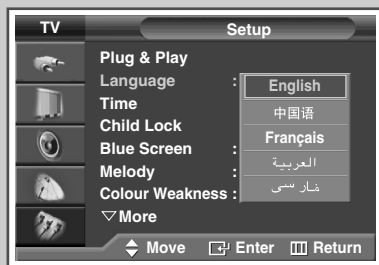 TV
Setup
Plug & Play
Language :
English
中国语
Français
العربية
فارسی
Time
Child Lock
Blue Screen :
Melody :
Colour Weakness :
▽More
Move Enter Return